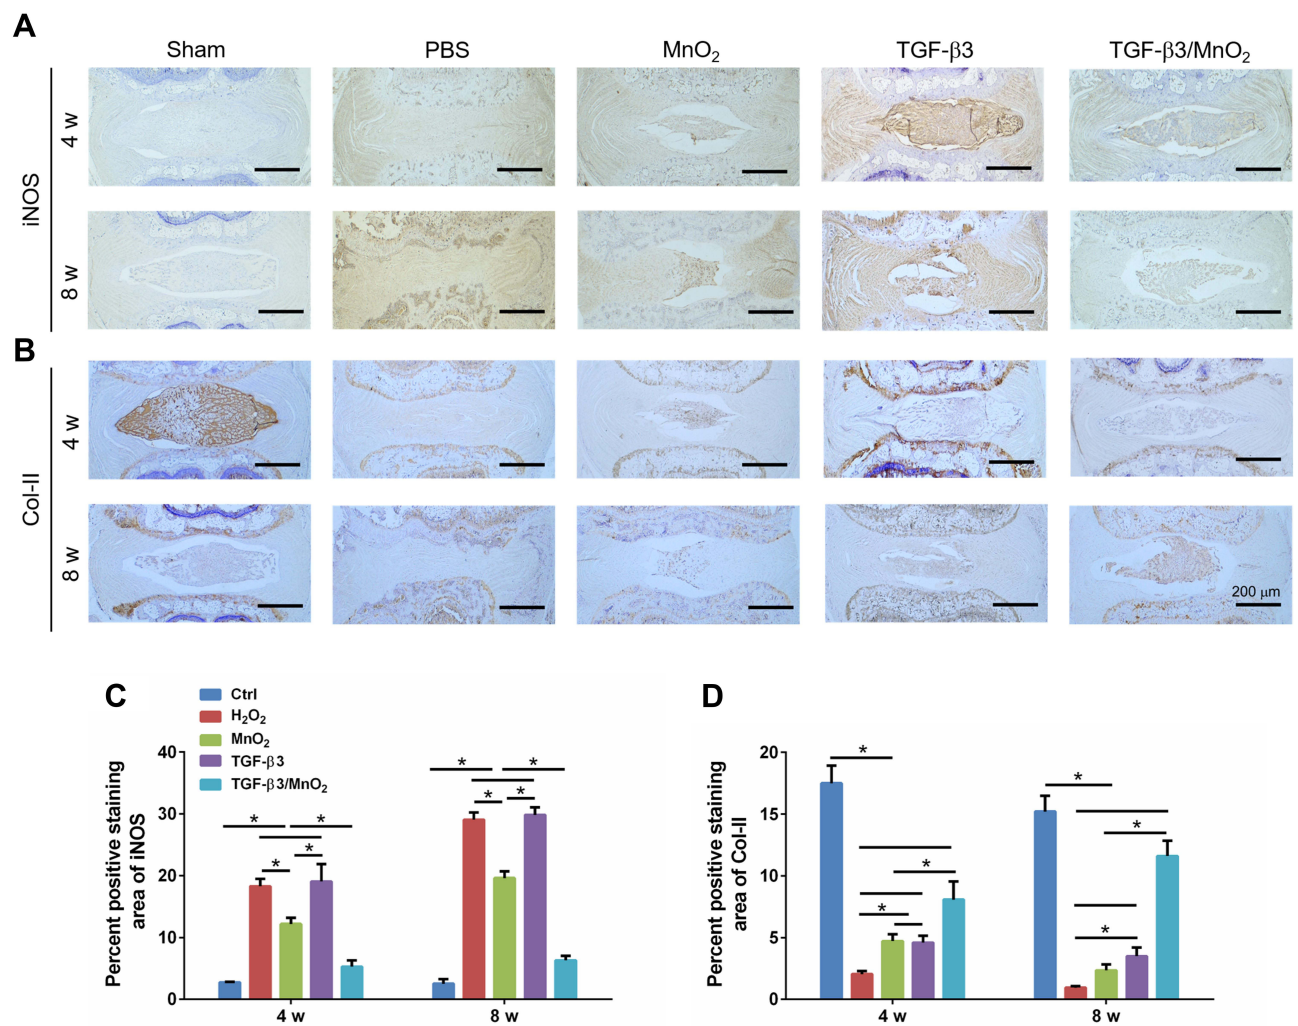 A
Sham PBS MnO₂ TGF-β3 TGF-β3/MnO₂
iNOS
4 w
8 w
B
Col-II
4 w
8 w
200 μm
C
Ctrl
H₂O₂
MnO₂
TGF-β3
TGF-β3/MnO₂
Percent positive staining
area of iNOS
40
30
20
10
0
* * * *
* * * *
4 w 8 w
D
Percent positive staining
area of Col-II
20
15
10
5
0
* * *
* * *
4 w 8 w